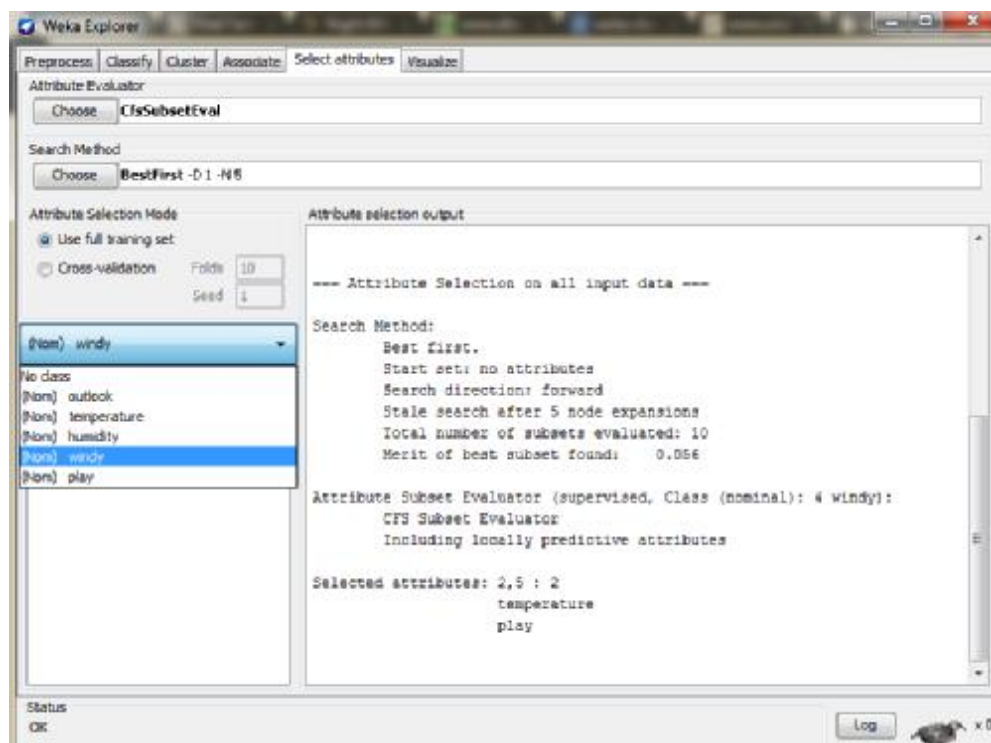 Weka Explorer
Preprocess Classify Cluster Associate Select attributes Visualize
Attribute Evaluator
Choose CfsSubsetEval
Search Method
Choose BestFirst -D 1 -N 5
Attribute Selection Mode
Use full training set
Cross-validation Folds 10
Seed 1
(Nom) windy
No class
(Nom) outlook
(Nom) temperature
(Nom) humidity
(Nom) windy
(Nom) play
Attribute selection output
=== Attribute Selection on all input data ===
Search Method:
Best first.
Start set: no attributes
Search direction: forward
Stale search after 5 node expansions
Total number of subsets evaluated: 10
Merit of best subset found: 0.056
Attribute Subset Evaluator (supervised, Class (nominal): 4 windy):
CFS Subset Evaluator
Including locally predictive attributes
Selected attributes: 2,5 : 2
temperature
play
Status
OK
Log
x 0